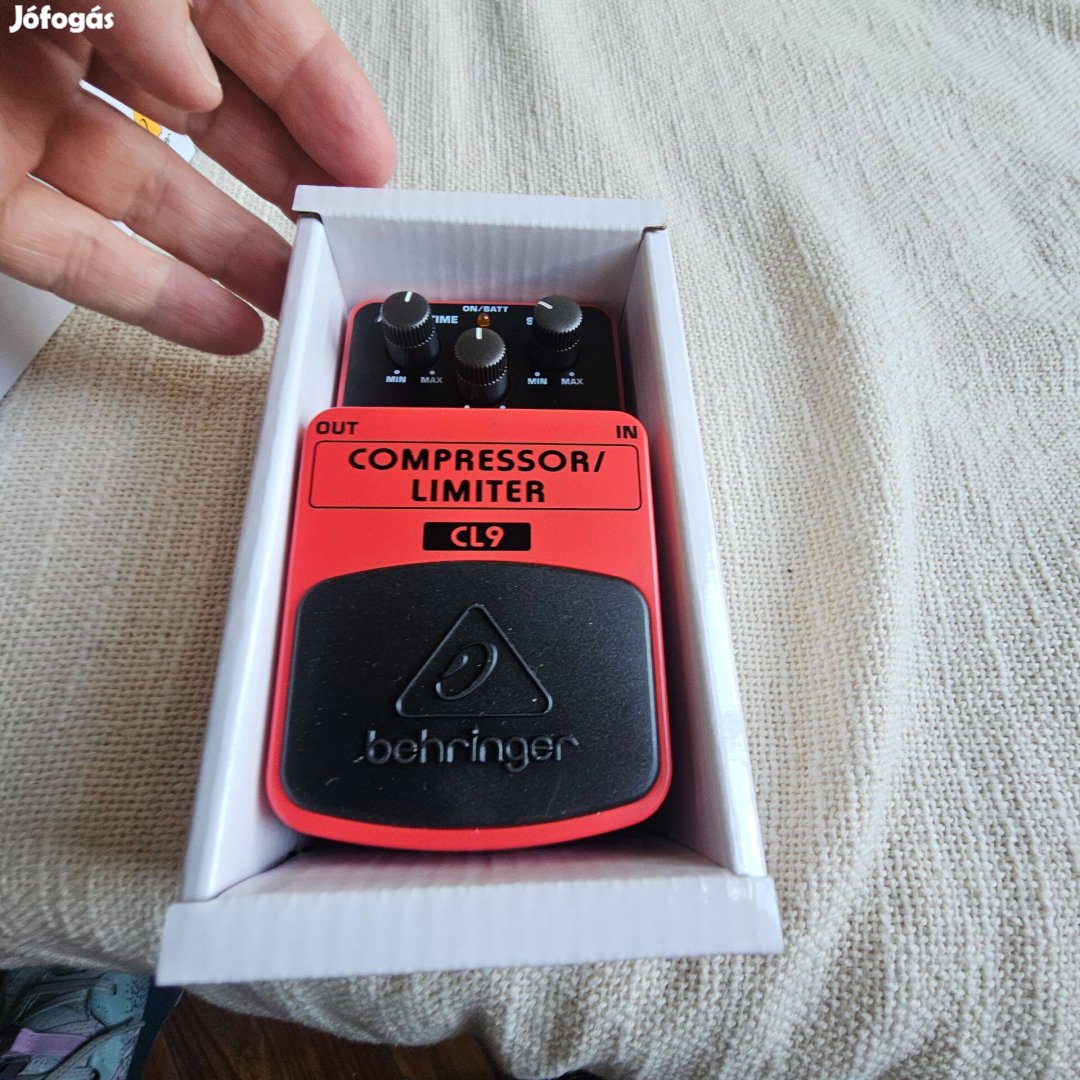 Jófogás
ON/BATT
TIME
MIN MAX
MIN MAX
OUT
IN
COMPRESSOR/
LIMITER
CL9
behringer